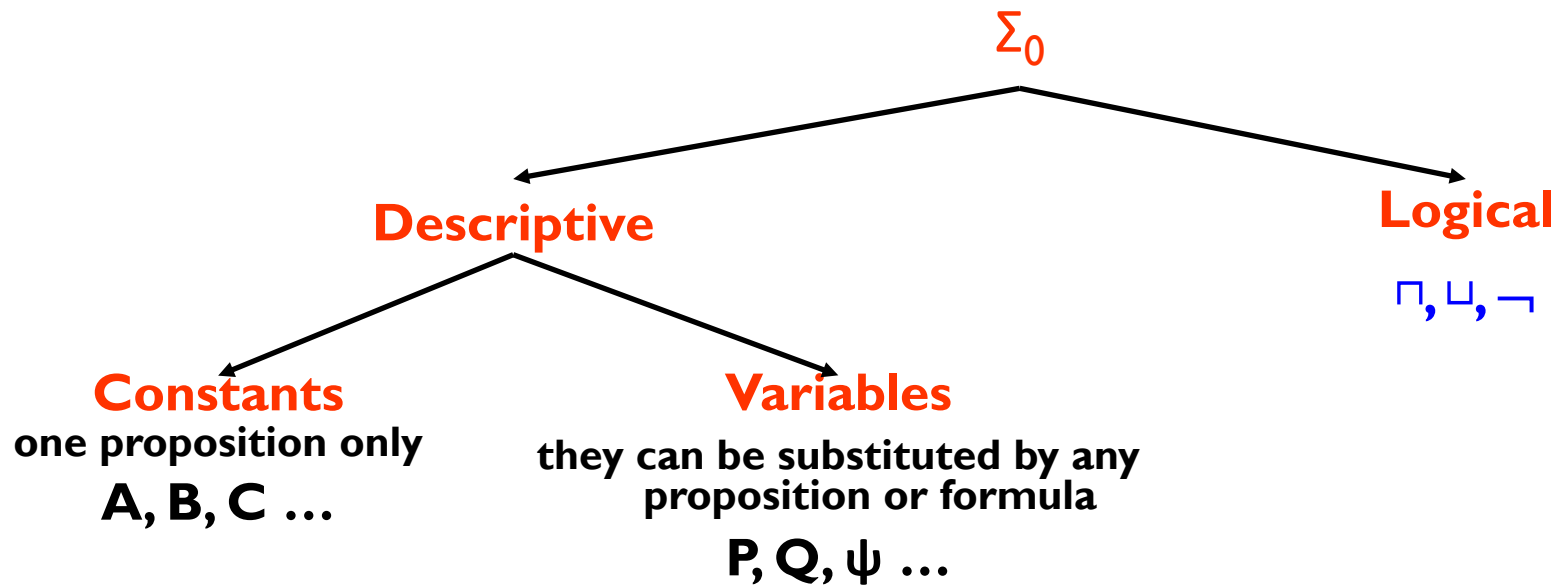 Σ₀
Descriptive
Logical
⊓, ⊔, ¬
Constants
one proposition only
A, B, C …
Variables
they can be substituted by any
proposition or formula
P, Q, ψ …